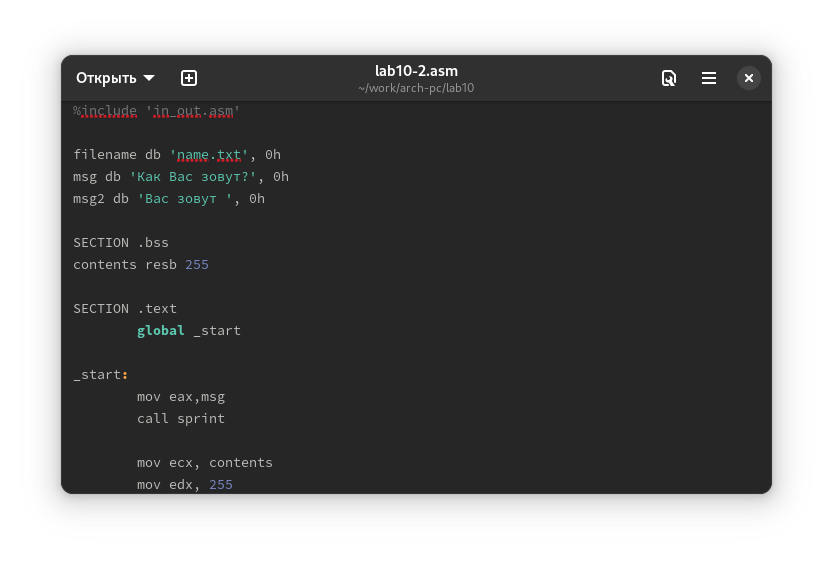 Открыть
lab10-2.asm
~/work/arch-pc/lab10
%include 'in_out.asm'
filename db 'name.txt', 0h
msg db 'Как Вас зовут?', 0h
msg2 db 'Вас зовут ', 0h
SECTION .bss
contents resb 255
SECTION .text
global _start
_start:
mov eax,msg
call sprint
mov ecx, contents
mov edx, 255